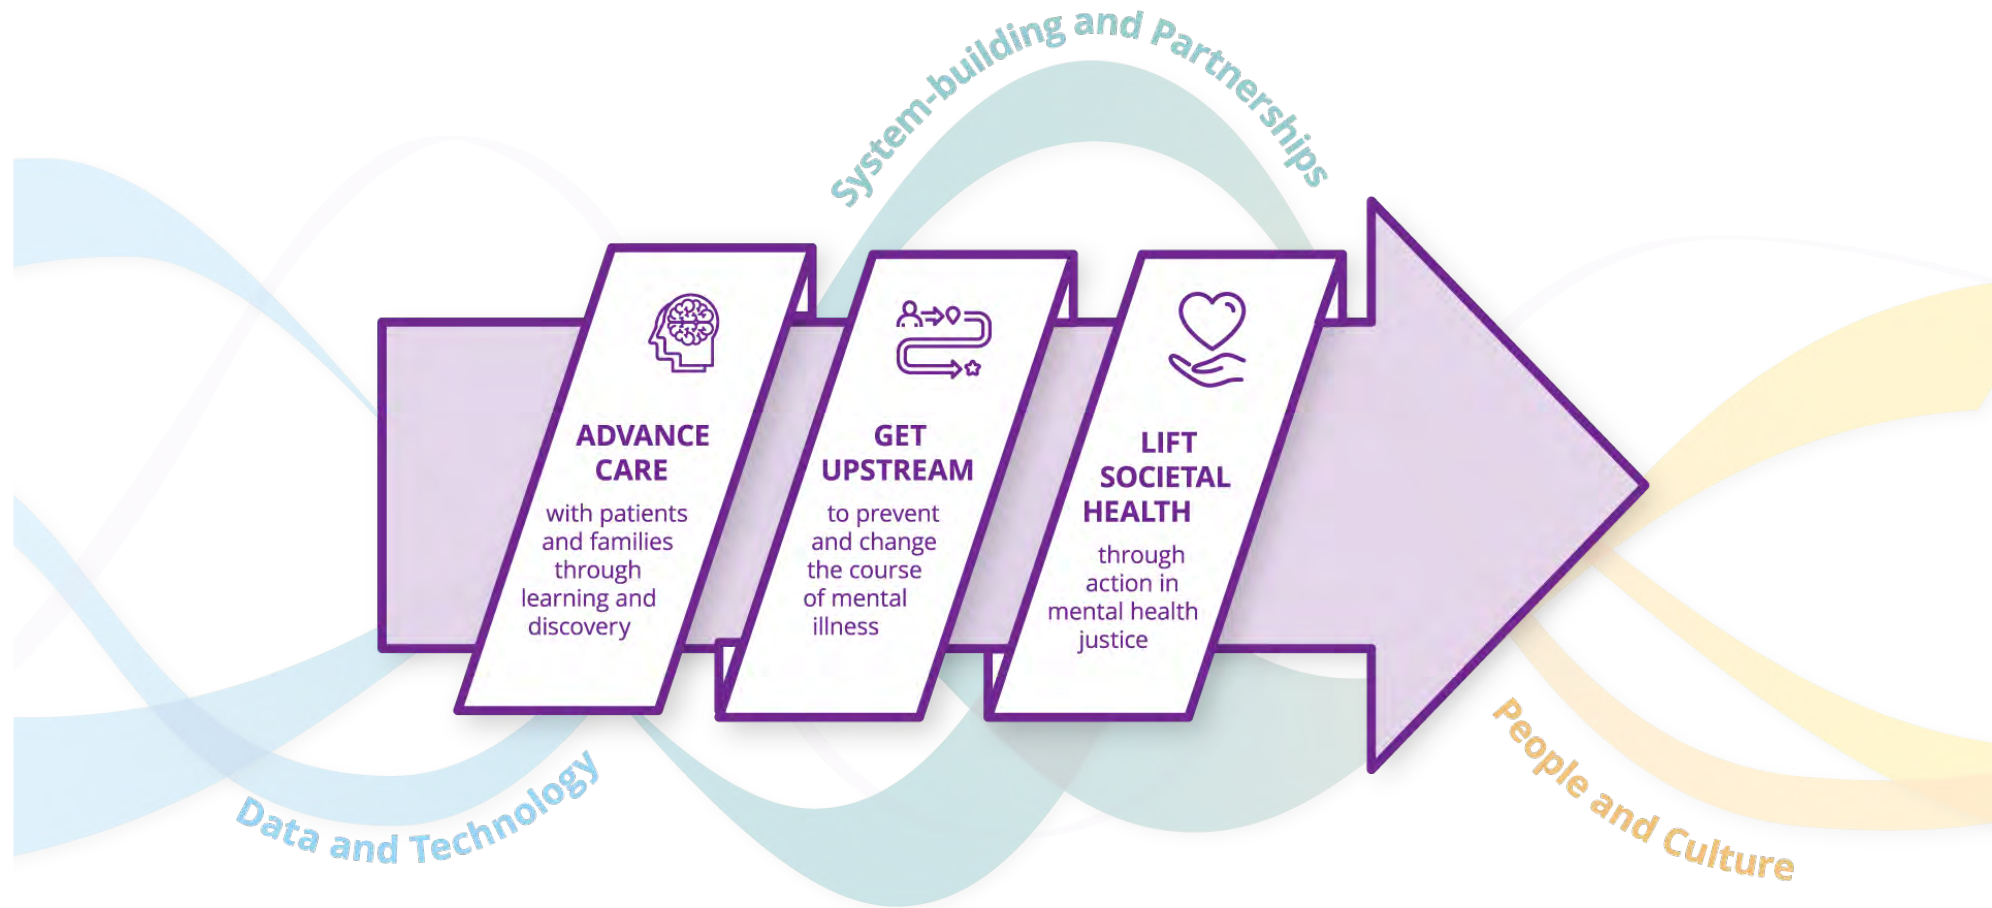 System-building and Partnerships
ADVANCE
CARE
with patients
and families
through
learning and
discovery
GET
UPSTREAM
to prevent
and change
the course
of mental
illness
LIFT
SOCIETAL
HEALTH
through
action in
mental health
justice
Data and Technology
People and Culture